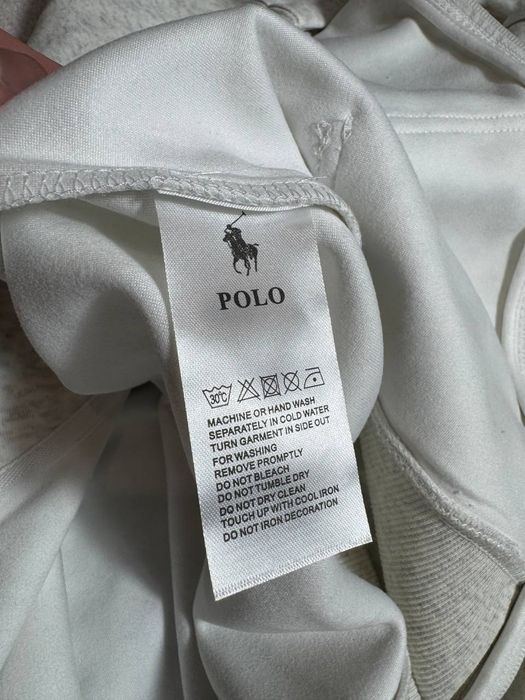 POLO
30°C
MACHINE OR HAND WASH
SEPARATELY IN COLD WATER
TURN GARMENT IN SIDE OUT
FOR WASHING
REMOVE PROMPTLY
DO NOT BLEACH
DO NOT TUMBLE DRY
DO NOT DRY CLEAN
TOUCH UP WITH COOL IRON
DO NOT IRON DECORATION